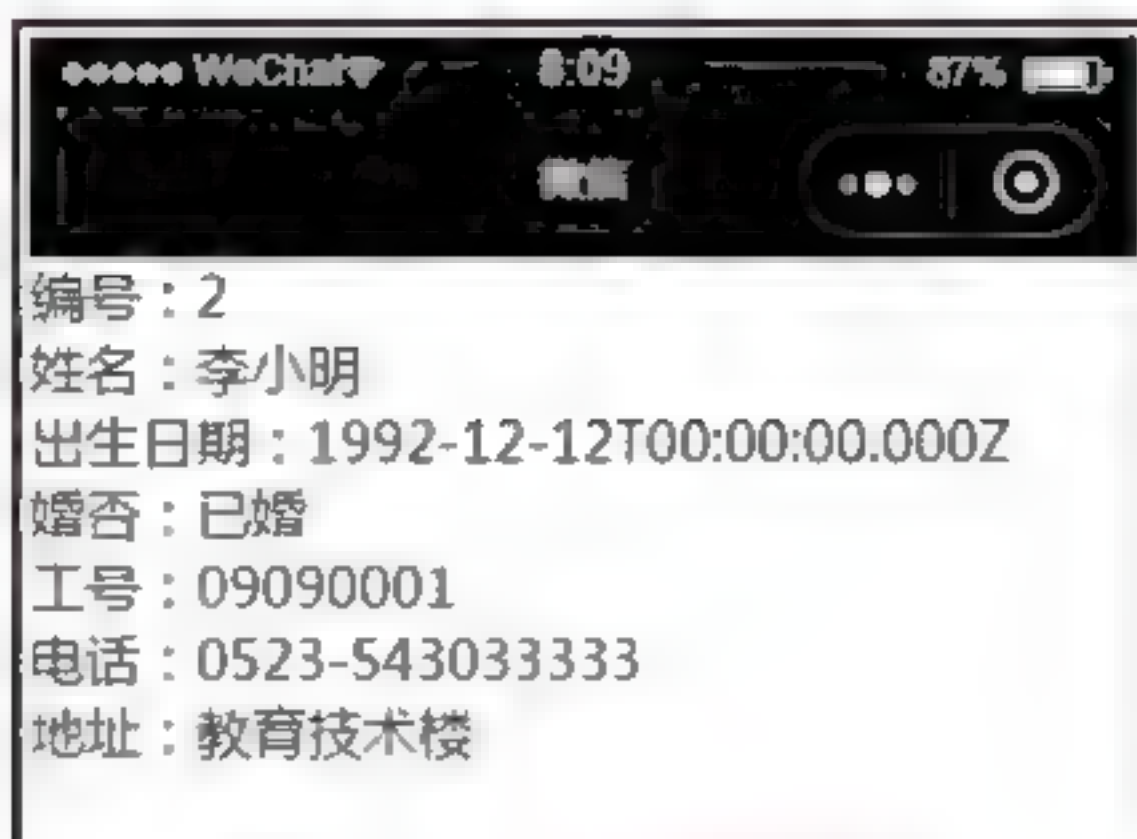 WeChat 8:09 87%
编号：2
姓名：李小明
出生日期：1992-12-12T00:00:00.000Z
婚否：已婚
工号：09090001
电话：0523-543033333
地址：教育技术楼